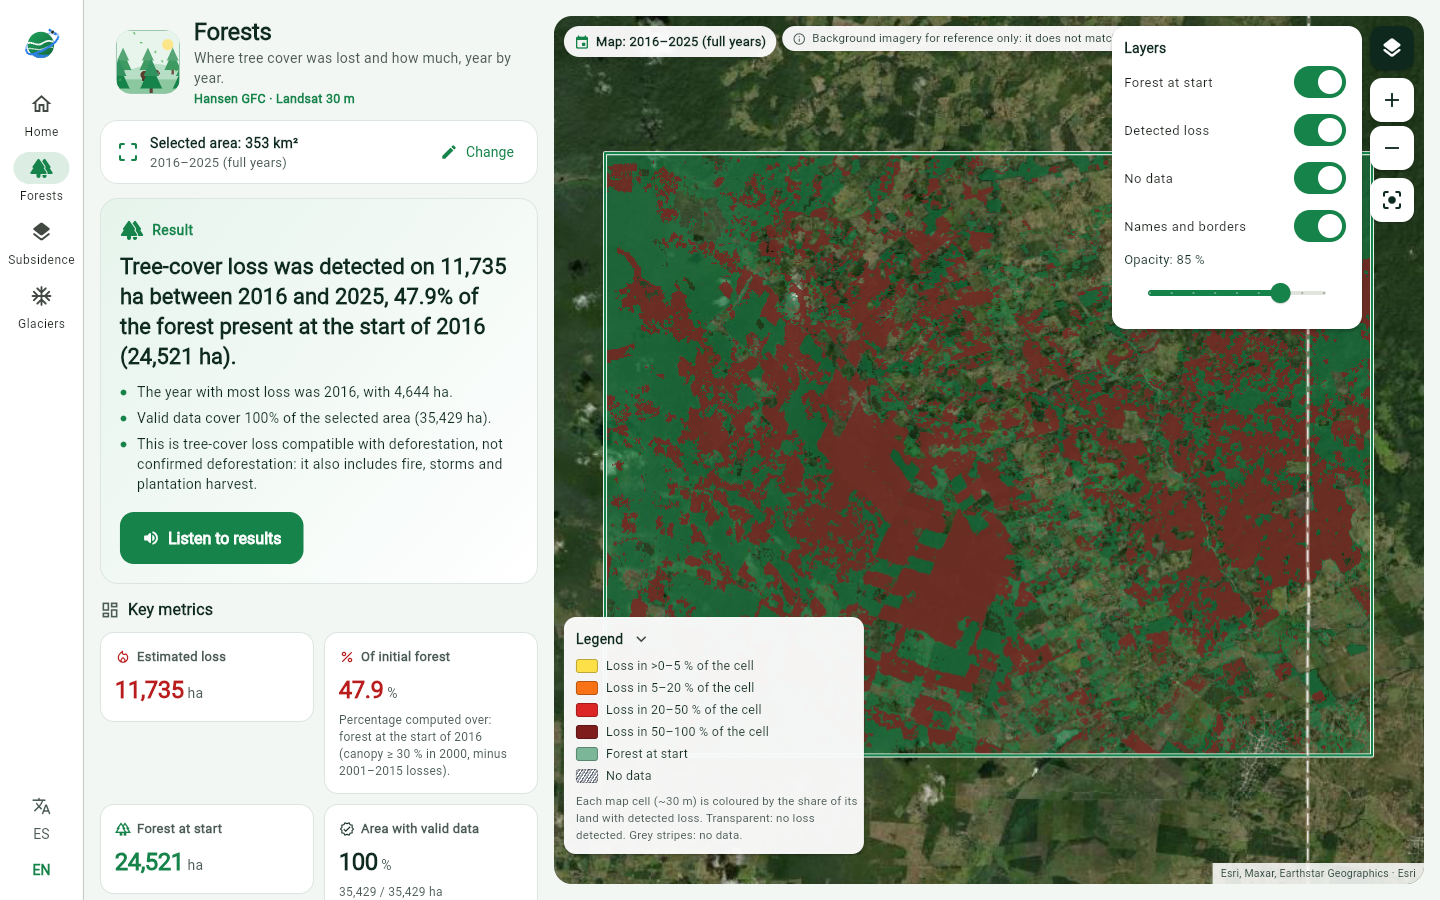 Home
Forests
Subsidence
Glaciers
ES
EN
Forests
Where tree cover was lost and how much, year by
year.
Hansen GFC · Landsat 30 m
Selected area: 353 km²
2016–2025 (full years)
Change
Result
Tree-cover loss was detected on 11,735
ha between 2016 and 2025, 47.9% of
the forest present at the start of 2016
(24,521 ha).
The year with most loss was 2016, with 4,644 ha.
Valid data cover 100% of the selected area (35,429 ha).
This is tree-cover loss compatible with deforestation, not
confirmed deforestation: it also includes fire, storms and
plantation harvest.
Listen to results
Key metrics
Estimated loss
11,735 ha
Of initial forest
47.9 %
Percentage computed over:
forest at the start of 2016
(canopy ≥ 30 % in 2000, minus
2001–2015 losses).
Forest at start
24,521 ha
Area with valid data
100 %
35,429 / 35,429 ha
Map: 2016–2025 (full years)
Background imagery for reference only: it does not matc
Layers
Forest at start
Detected loss
No data
Names and borders
Opacity: 85 %
Legend
Loss in >0–5 % of the cell
Loss in 5–20 % of the cell
Loss in 20–50 % of the cell
Loss in 50–100 % of the cell
Forest at start
No data
Each map cell (~30 m) is coloured by the share of its
land with detected loss. Transparent: no loss
detected. Grey stripes: no data.
Esri, Maxar, Earthstar Geographics · Esri